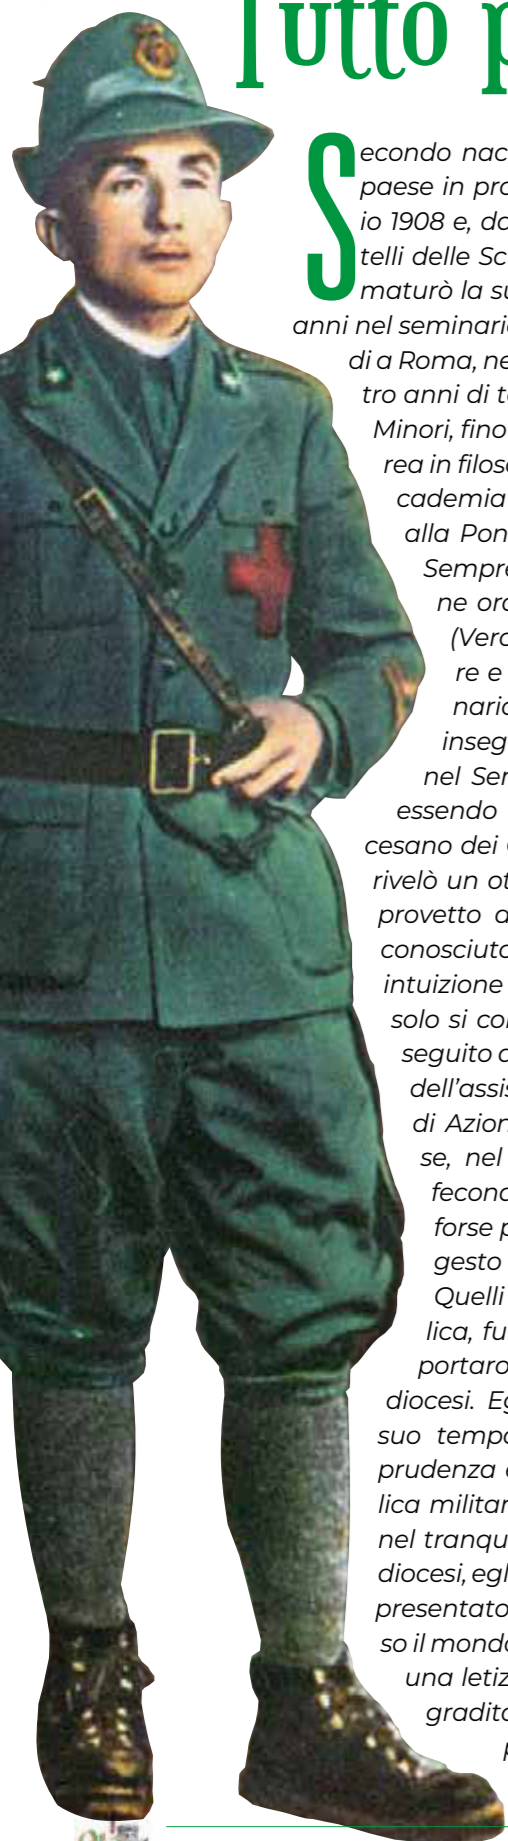 Tutto p
Secondo nac
paese in pro
io 1908 e, do
telli delle Sc
maturò la su
anni nel seminario
di a Roma, ne
tro anni di te
Minori, fino
rea in filoso
cademia
alla Pon
Sempre
ne ord
(Vero
re e
nario
inseg
nel Sem
essendo
cesano dei
rivelò un ot
provetto a
conosciuto
intuizione
solo si con
seguito a
dell’assis
di Azion
se, nel
fecond
forse p
gesto
Quelli
lica, fu
portaro
diocesi. Eg
suo tempo
prudenza
lica militan
nel tranqu
diocesi, egl
presentato
so il mondo
una letiz
gradita
p